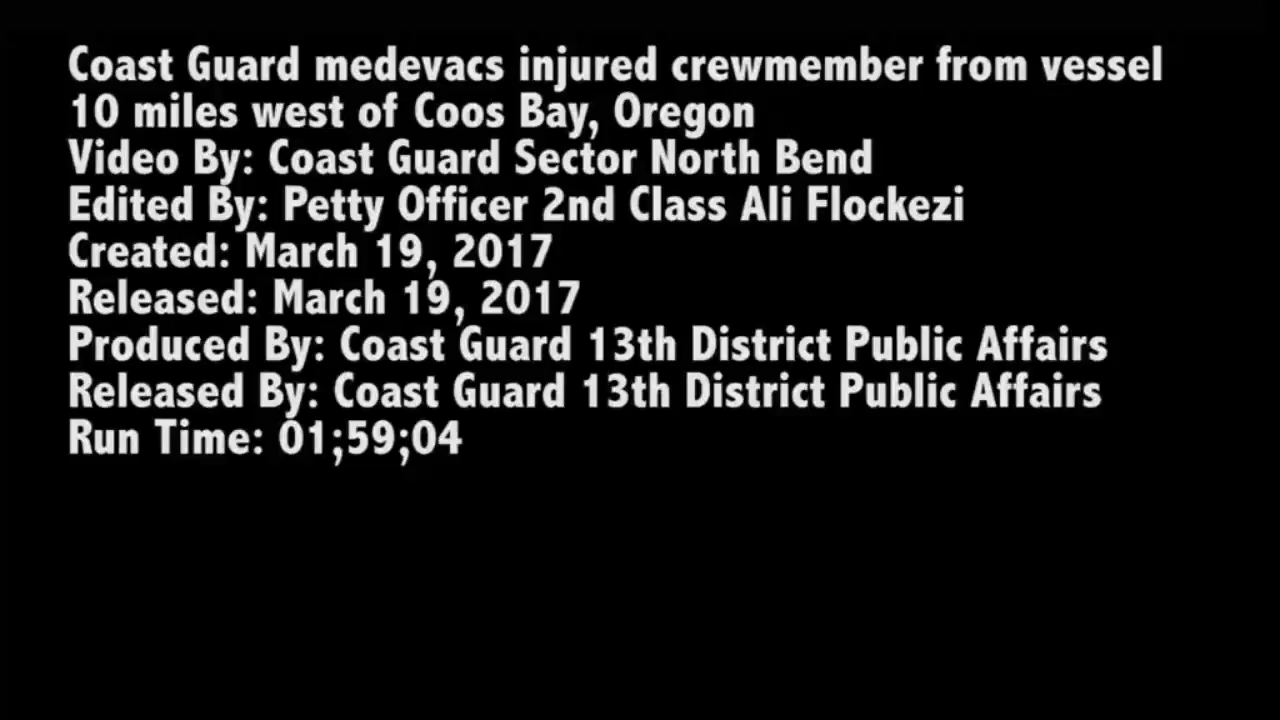 Coast Guard medevacs injured crewmember from vessel
10 miles west of Coos Bay, Oregon
Video By: Coast Guard Sector North Bend
Edited By: Petty Officer 2nd Class Ali Flockezi
Created: March 19, 2017
Released: March 19, 2017
Produced By: Coast Guard 13th District Public Affairs
Released By: Coast Guard 13th District Public Affairs
Run Time: 01;59;04